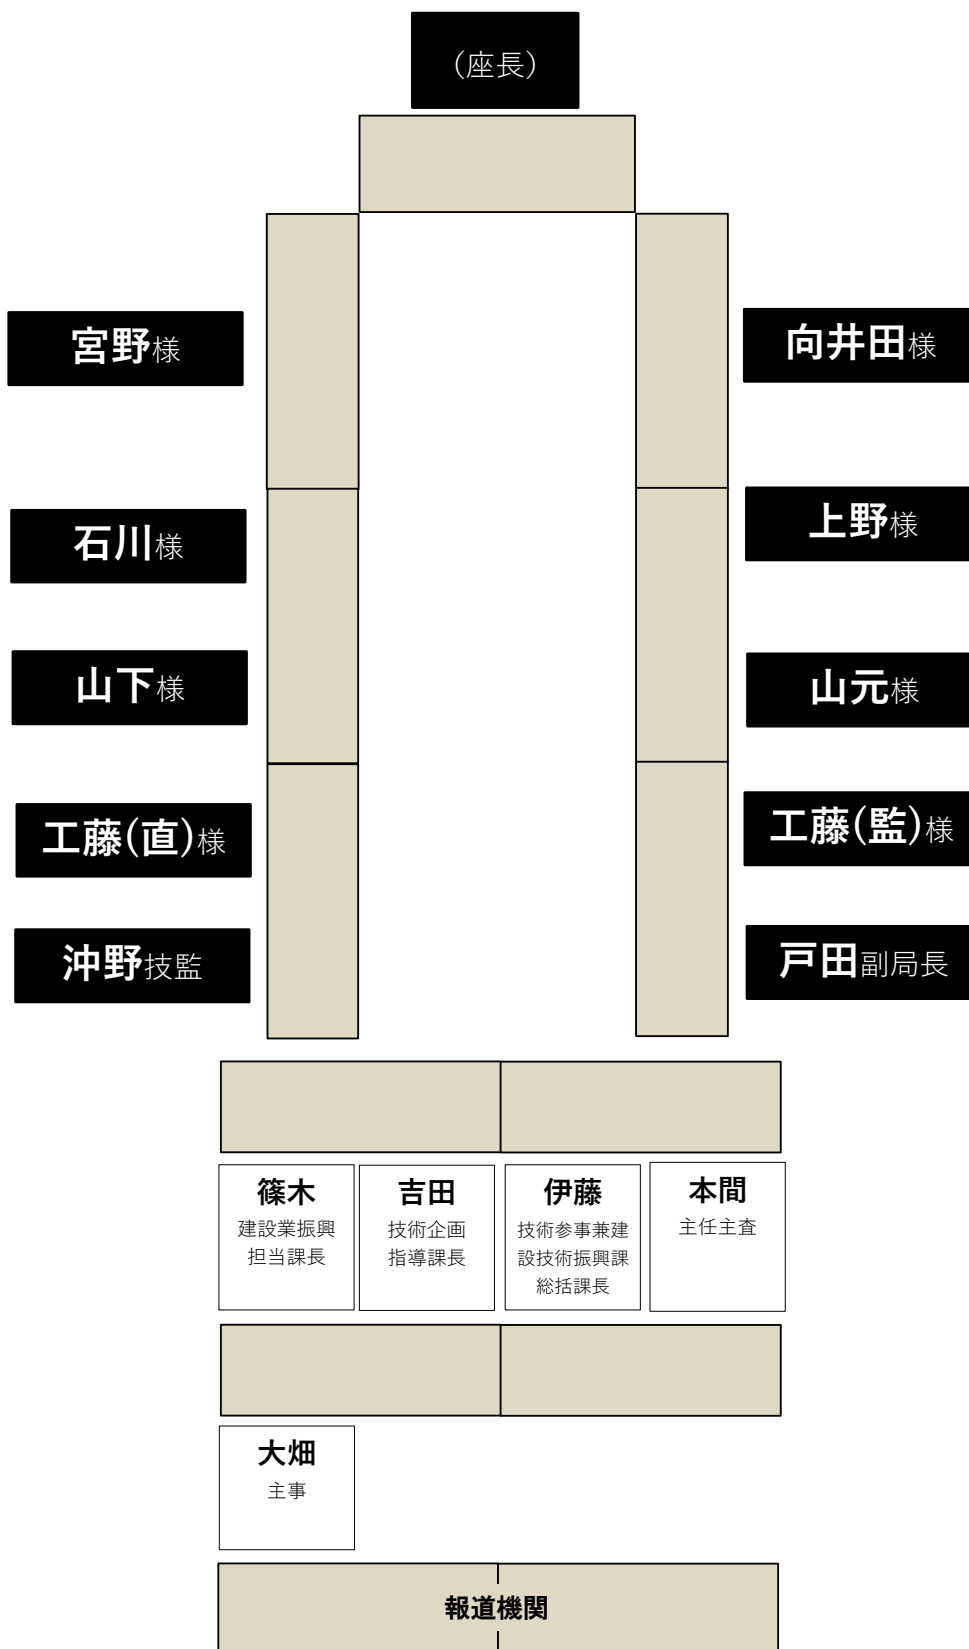 （座長）
宮野様
向井田様
石川様
上野様
山下様
山元様
工藤(直)様
工藤(監)様
沖野技監
戸田副局長
篠木
建設業振興
担当課長
吉田
技術企画
指導課長
伊藤
技術参事兼建
設技術振興課
総括課長
本間
主任主査
大畑
主事
報道機関